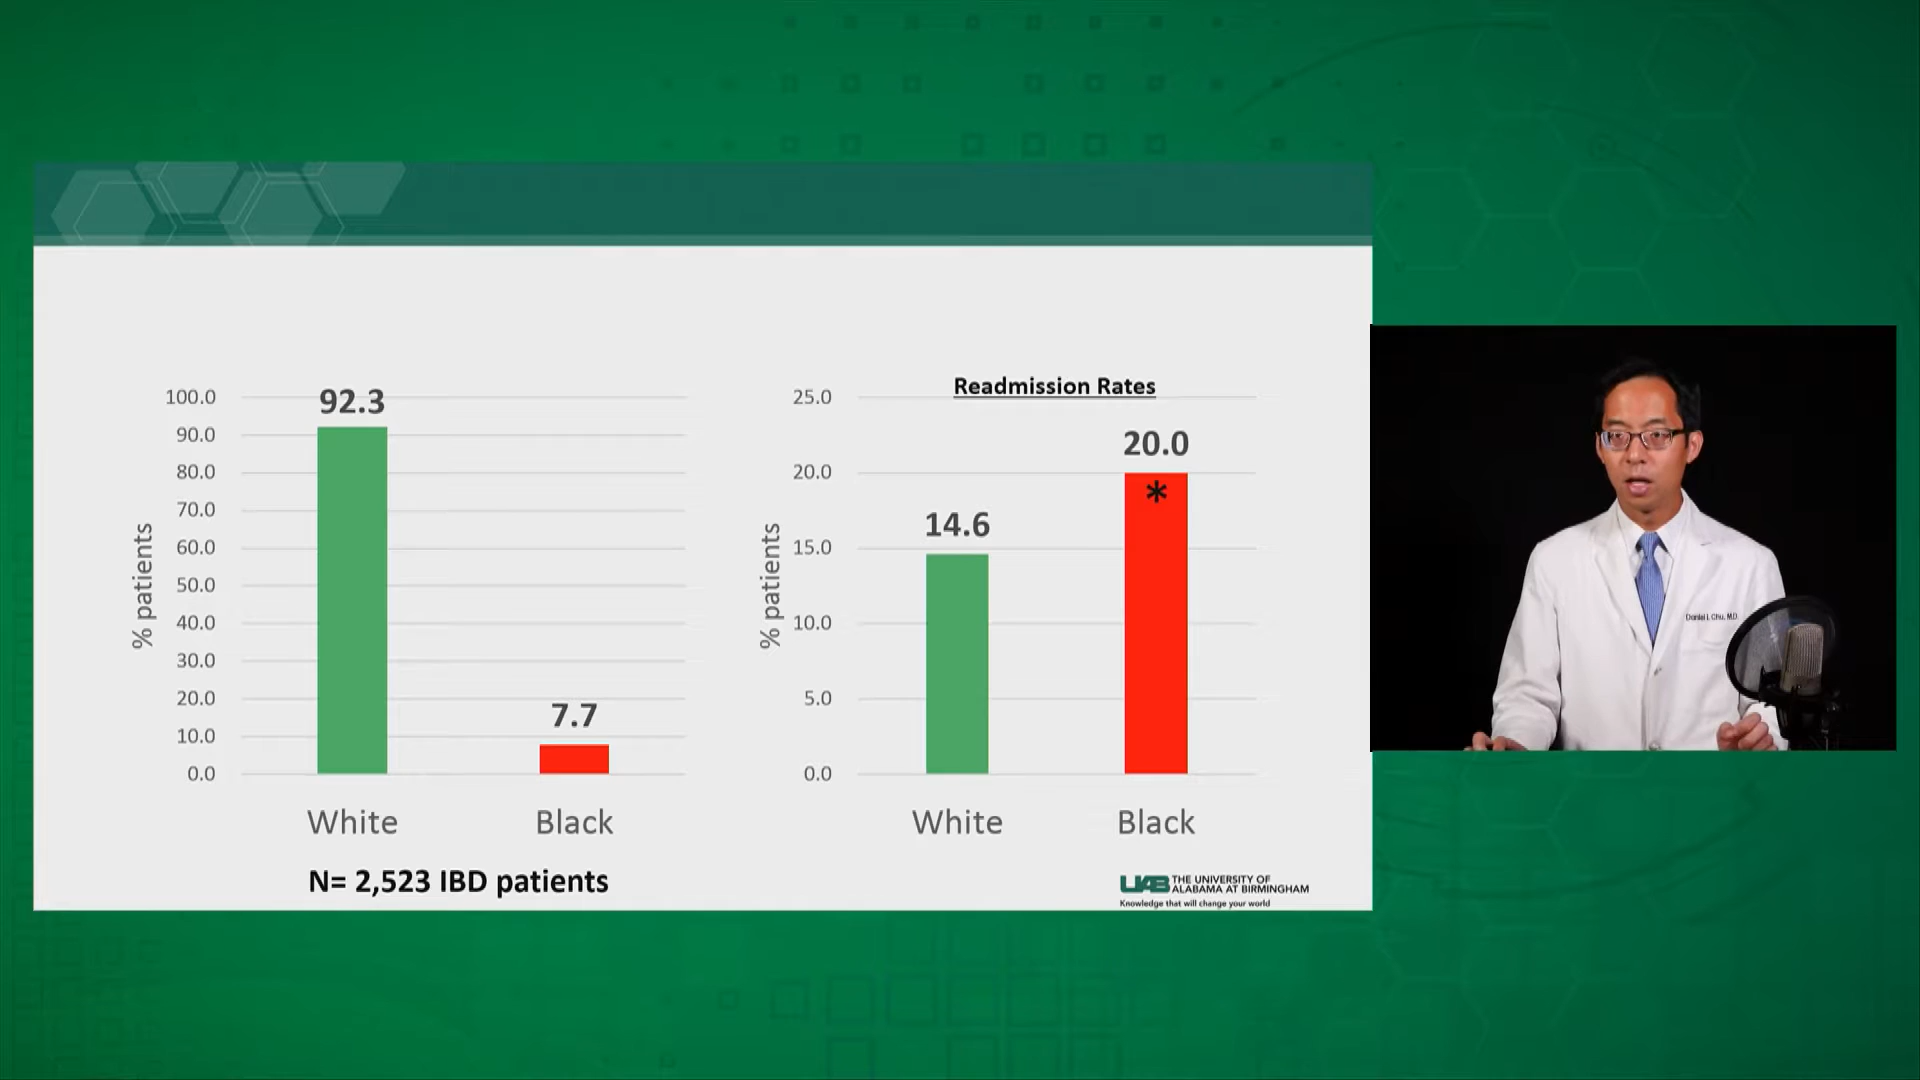 100.0
90.0
80.0
70.0
60.0
50.0
40.0
30.0
20.0
10.0
0.0
% patients
92.3
7.7
White
Black
N= 2,523 IBD patients
Readmission Rates
25.0
20.0
15.0
10.0
5.0
0.0
% patients
14.6
20.0
*
White
Black
UAB THE UNIVERSITY OF
ALABAMA AT BIRMINGHAM
Knowledge that will change your world
Daniel I. Chu, M.D.